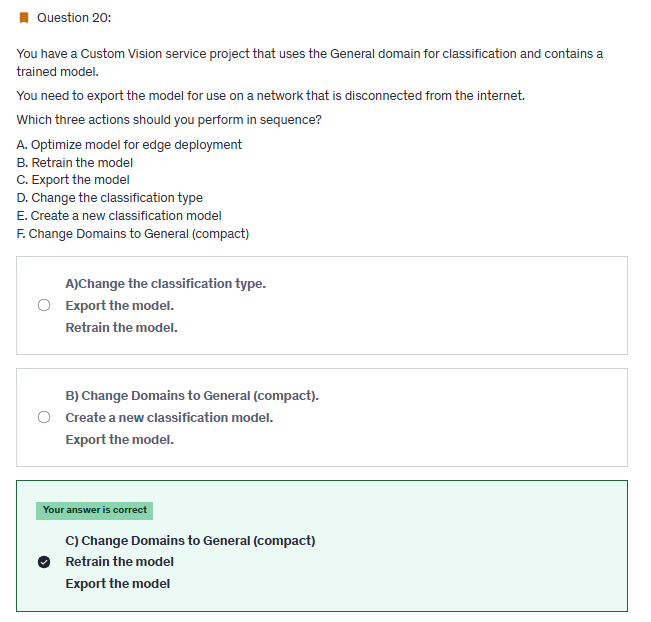 Question 20:
You have a Custom Vision service project that uses the General domain for classification and contains a
trained model.
You need to export the model for use on a network that is disconnected from the internet.
Which three actions should you perform in sequence?
A. Optimize model for edge deployment
B. Retrain the model
C. Export the model
D. Change the classification type
E. Create a new classification model
F. Change Domains to General (compact)
A)Change the classification type.
Export the model.
Retrain the model.
B) Change Domains to General (compact).
Create a new classification model.
Export the model.
Your answer is correct
C) Change Domains to General (compact)
Retrain the model
Export the model